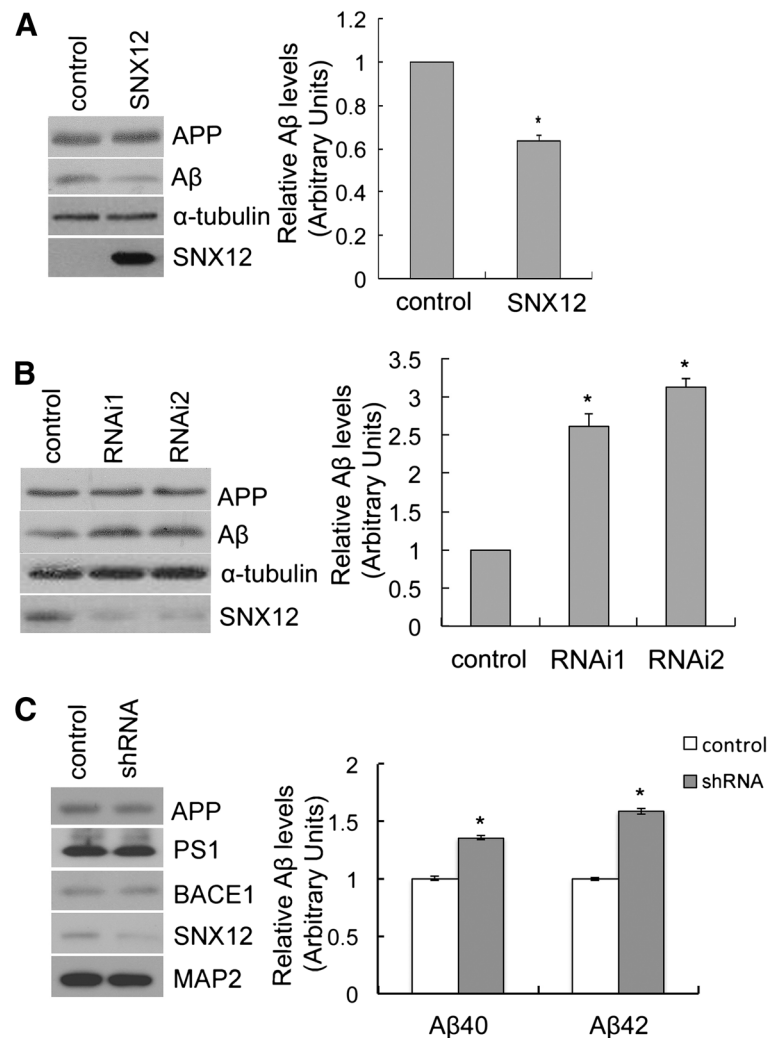 A
control
SNX12
APP
Aβ
α-tubulin
SNX12
Relative Aβ levels
(Arbitrary Units)
1.2
1
0.8
0.6
0.4
0.2
0
*
control
SNX12
B
control
RNAi1
RNAi2
APP
Aβ
α-tubulin
SNX12
Relative Aβ levels
(Arbitrary Units)
3.5
3
2.5
2
1.5
1
0.5
0
*
*
control
RNAi1
RNAi2
C
control
shRNA
APP
PS1
BACE1
SNX12
MAP2
Relative Aβ levels
(Arbitrary Units)
2
1.5
1
0.5
0
*
*
control
shRNA
Aβ40
Aβ42